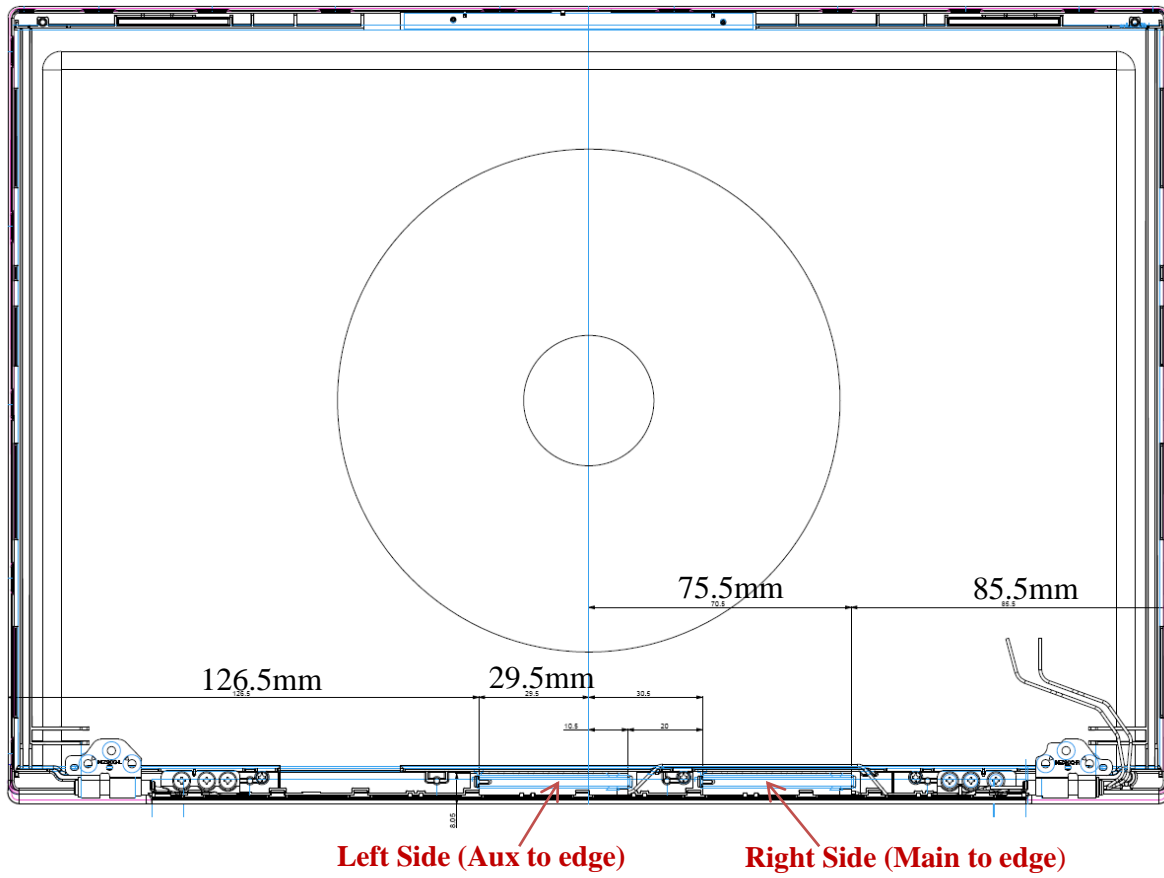 75.5mm
85.5mm
70.5
85.5
126.5mm
29.5mm
126.5
29.5
30.5
10.5
20
8.05
Left Side (Aux to edge)
Right Side (Main to edge)